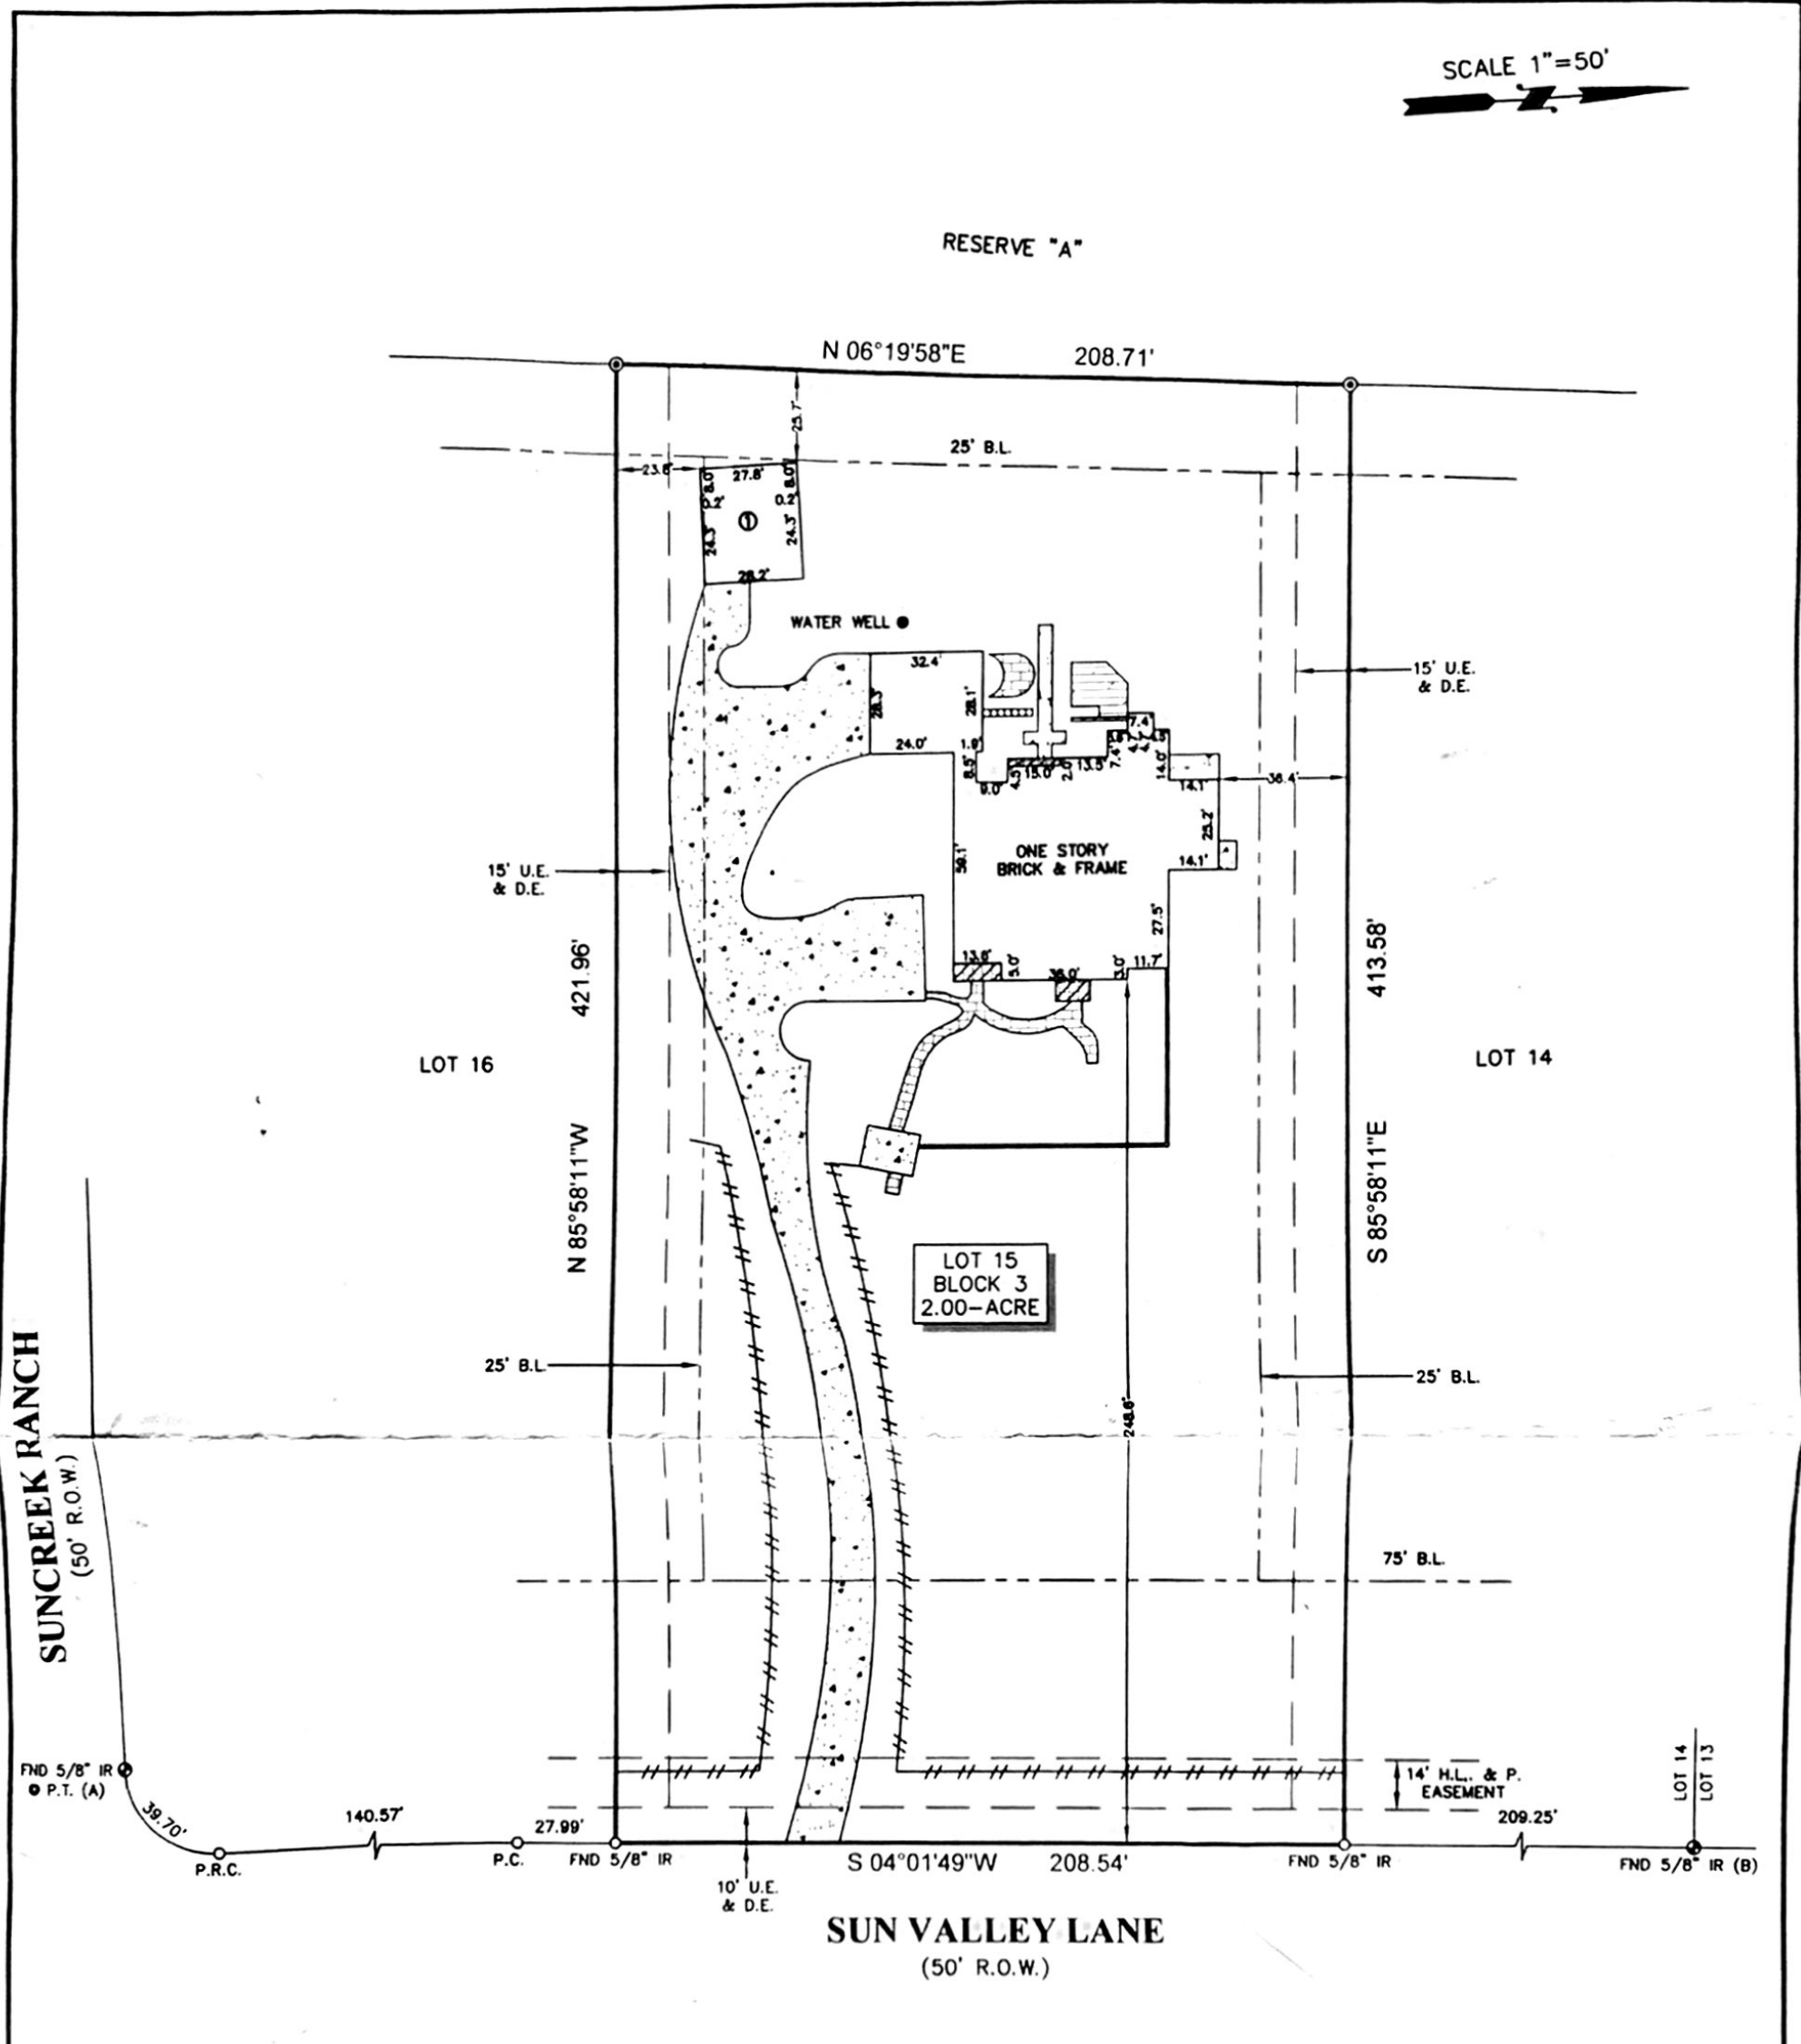 SCALE 1"=50'
RESERVE "A"
N 06°19'58"E 208.71'
25' B.L.
25.7'
23.8'
27.8'
8.0'
8.0'
0.2'
0.2'
1
24.3'
24.3'
28.2'
WATER WELL
32.4'
28.3'
28.1'
24.0'
1.9'
8.5'
9.0'
4.5'
15.0'
2.0'
13.5'
7.4'
7.4'
14.0'
14.1'
36.4'
25.2'
14.1'
15' U.E.
& D.E.
ONE STORY
BRICK & FRAME
59.1'
27.5'
15' U.E.
& D.E.
13.6'
5.0'
36.0'
3.0'
11.7'
421.96'
413.58'
LOT 16
LOT 14
N 85°58'11"W
S 85°58'11"E
LOT 15
BLOCK 3
2.00-ACRE
25' B.L.
25' B.L.
248.6'
SUNCREEK RANCH
(50' R.O.W.)
75' B.L.
FND 5/8" IR
P.T. (A)
39.70'
P.R.C.
140.57'
P.C.
27.99'
FND 5/8" IR
10' U.E.
& D.E.
S 04°01'49"W 208.54'
14' H.L. & P.
EASEMENT
FND 5/8" IR
209.25'
LOT 14
LOT 13
FND 5/8" IR (B)
SUN VALLEY LANE
(50' R.O.W.)